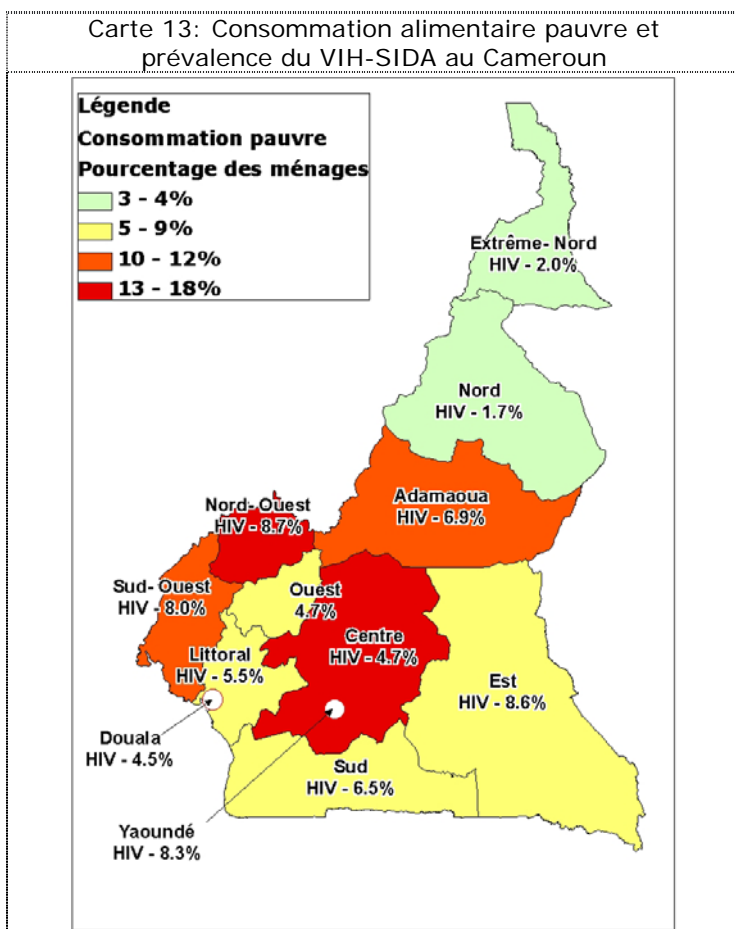 Carte 13: Consommation alimentaire pauvre et
prévalence du VIH-SIDA au Cameroun
Légende
Consommation pauvre
Pourcentage des ménages
3 - 4%
5 - 9%
10 - 12%
13 - 18%
Extrême- Nord
HIV - 2.0%
Nord
HIV - 1.7%
Adamaoua
HIV - 6.9%
Nord- Ouest
HIV - 8.7%
Sud- Ouest
HIV - 8.0%
Ouest
4.7%
Centre
HIV - 4.7%
Littoral
HIV - 5.5%
Est
HIV - 8.6%
Douala
HIV - 4.5%
Sud
HIV - 6.5%
Yaoundé
HIV - 8.3%